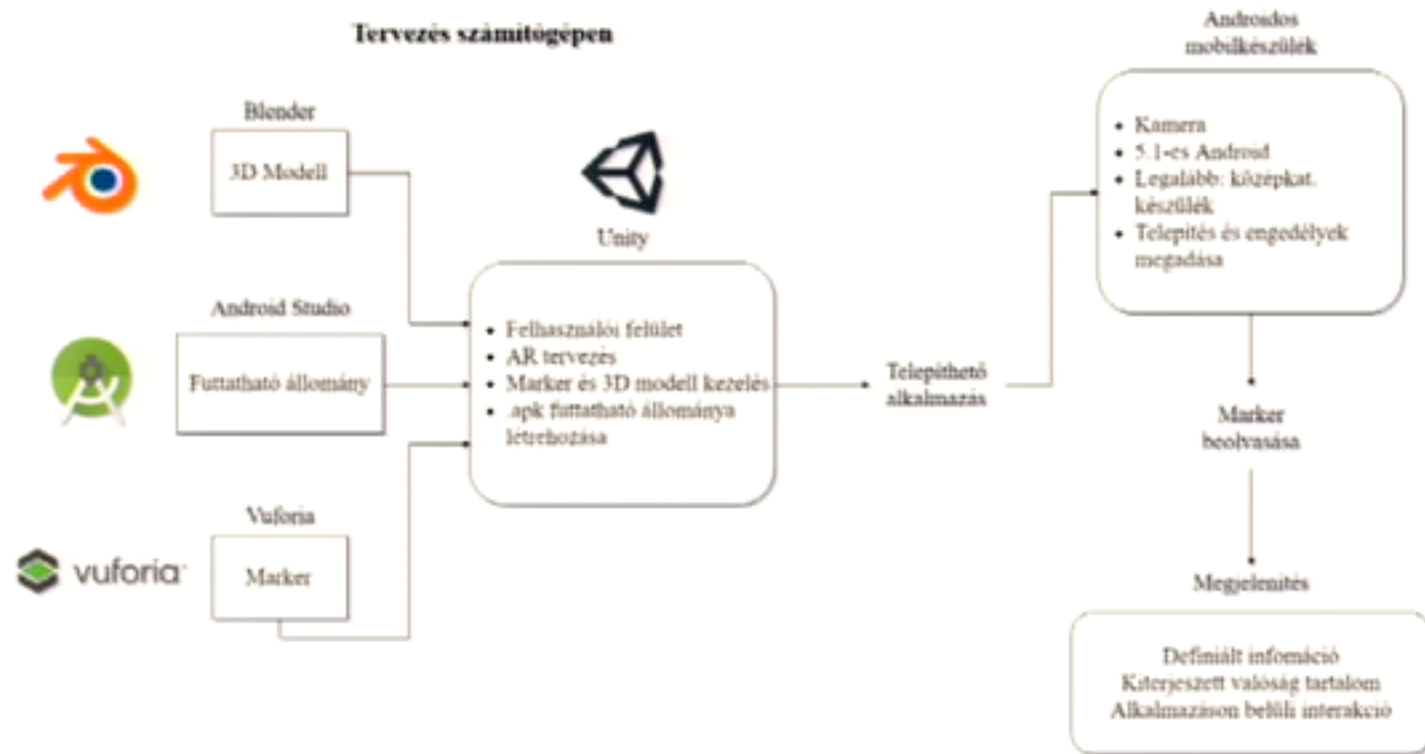 Tervezés számítógépen
Blender
3D Modell
Android Studio
Futtatható állomány
Vuforia
vuforia
Marker
Unity
• Felhasználói felület
• AR tervezés
• Marker és 3D modell kezelés
• .apk futtatható állománya
létrehozása
Telepíthető
alkalmazás
Androidos
mobilkészülék
• Kamera
• 5.1-es Android
• Legalább: középkat.
készülék
• Telepítés és engedélyek
megadása
Marker
beolvasása
Megjelenítés
Definiált infomáció
Kiterjeszett valóság tartalom
Alkalmazáson belüli interakció